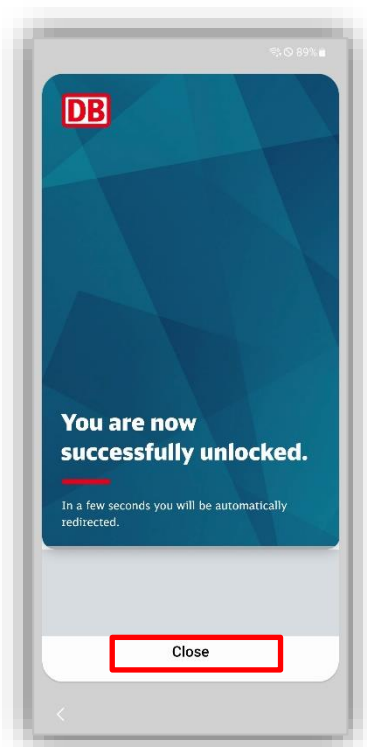 89%
DB
You are now
successfully unlocked.
In a few seconds you will be automatically
redirected.
Close